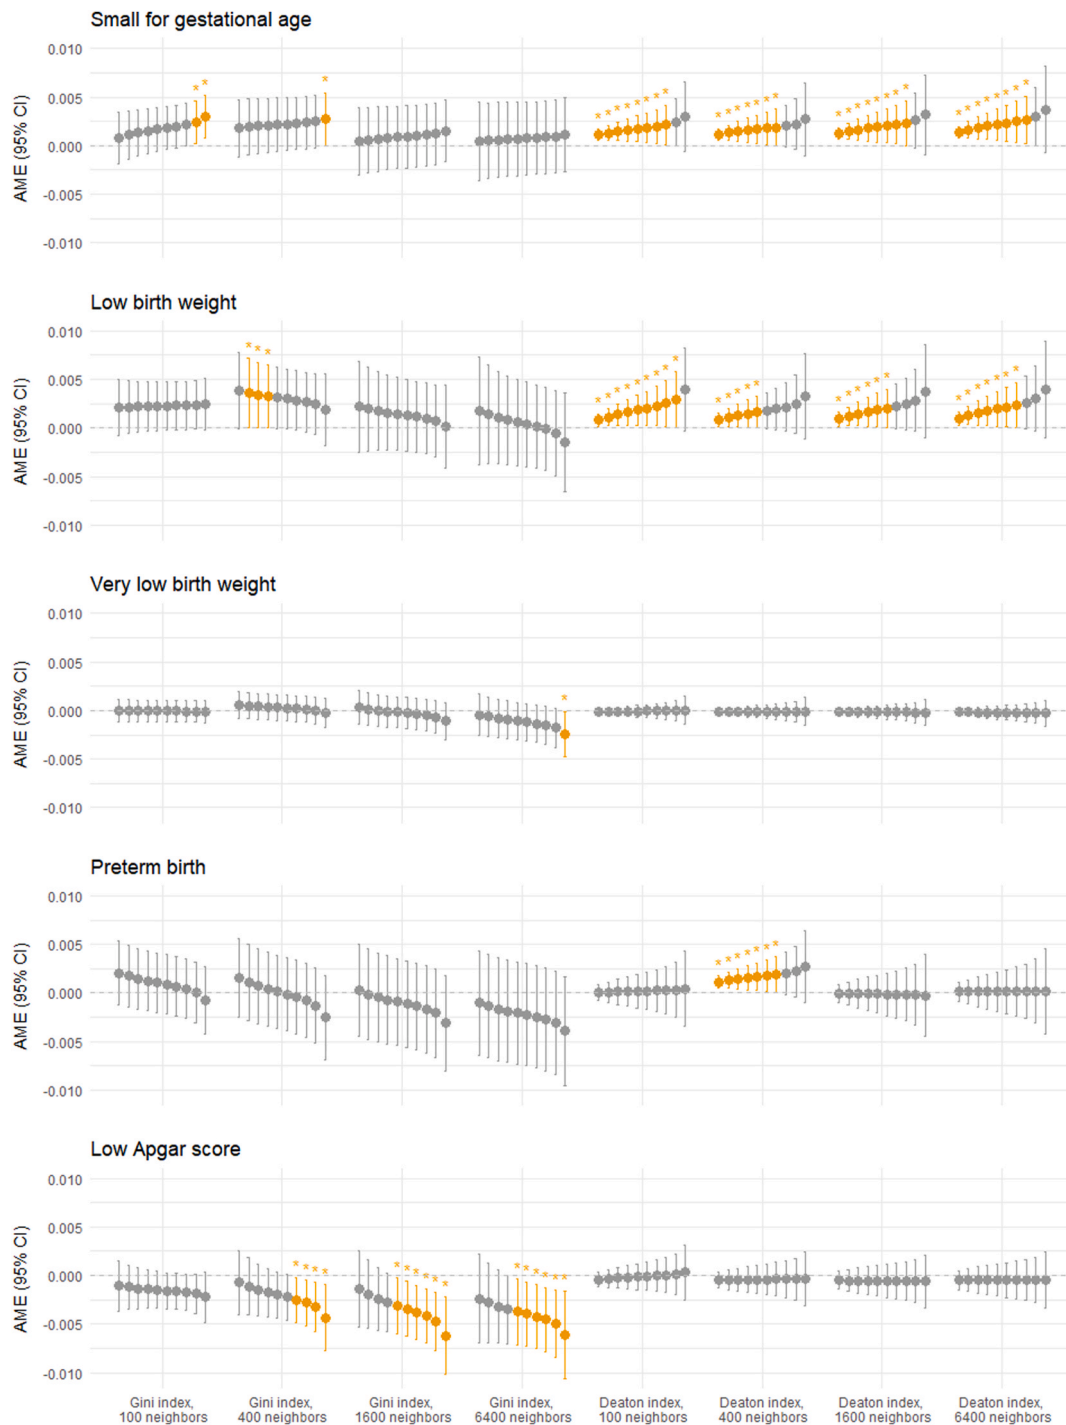 Small for gestational age
0.010
0.005
0.000
-0.005
-0.010
AME (95% CI)
Low birth weight
0.010
0.005
0.000
-0.005
-0.010
AME (95% CI)
Very low birth weight
0.010
0.005
0.000
-0.005
-0.010
AME (95% CI)
Preterm birth
0.010
0.005
0.000
-0.005
-0.010
AME (95% CI)
Low Apgar score
0.010
0.005
0.000
-0.005
-0.010
AME (95% CI)
Gini index,
100 neighbors
Gini index,
400 neighbors
Gini index,
1600 neighbors
Gini index,
6400 neighbors
Deaton index,
100 neighbors
Deaton index,
400 neighbors
Deaton index,
1600 neighbors
Deaton index,
6400 neighbors